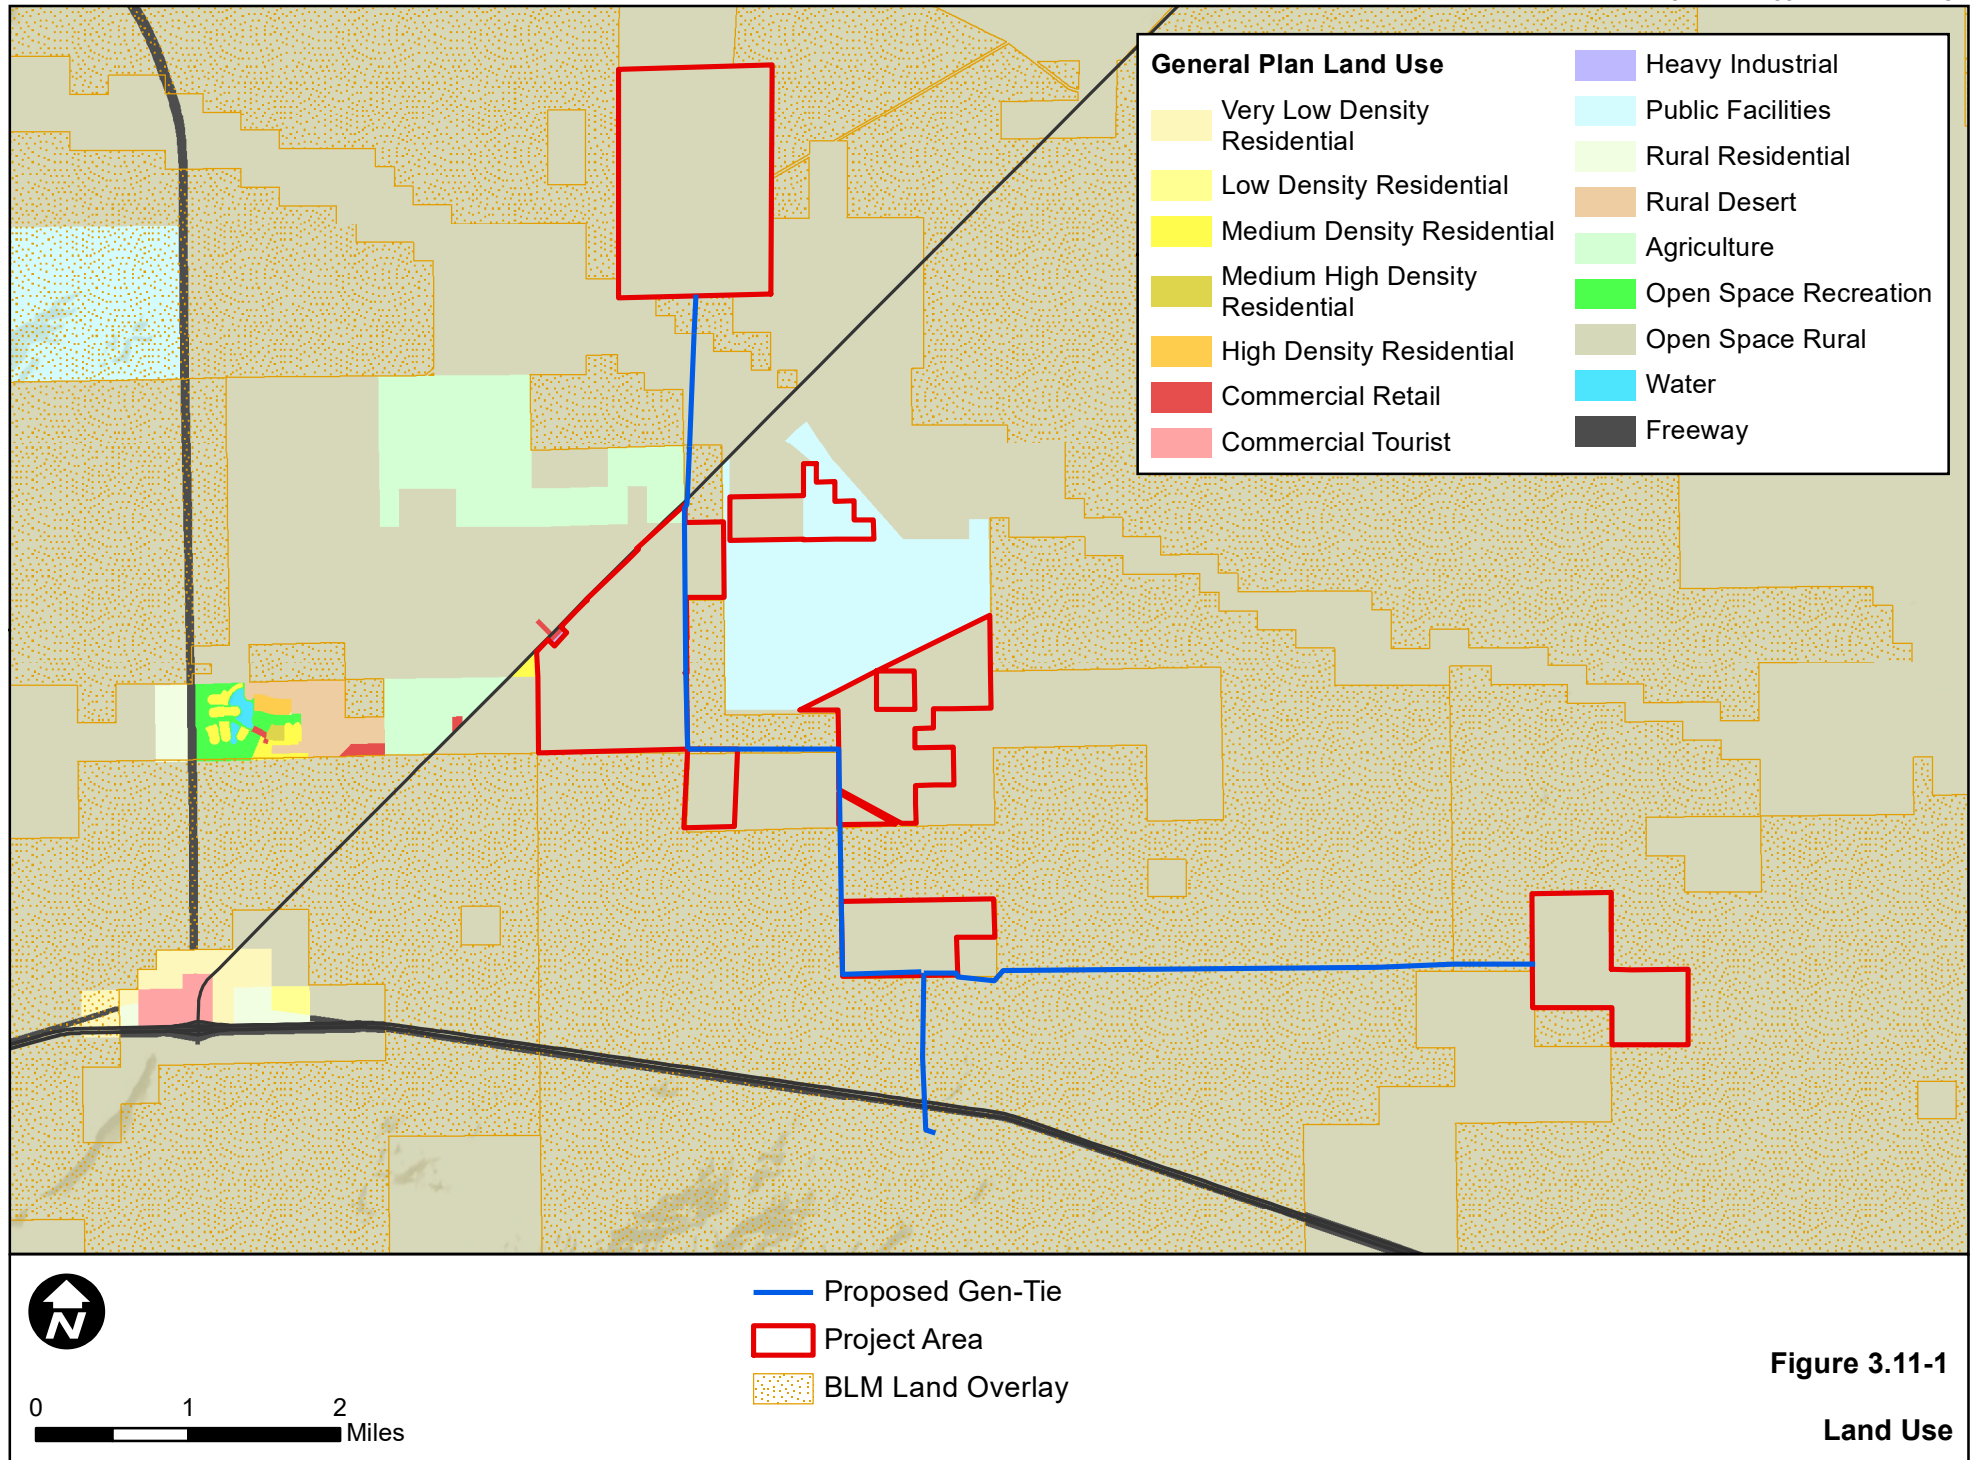 General Plan Land Use
Very Low Density
Residential
Low Density Residential
Medium Density Residential
Medium High Density
Residential
High Density Residential
Commercial Retail
Commercial Tourist
Heavy Industrial
Public Facilities
Rural Residential
Rural Desert
Agriculture
Open Space Recreation
Open Space Rural
Water
Freeway
N
0 1 2
Miles
Proposed Gen-Tie
Project Area
BLM Land Overlay
Figure 3.11-1
Land Use